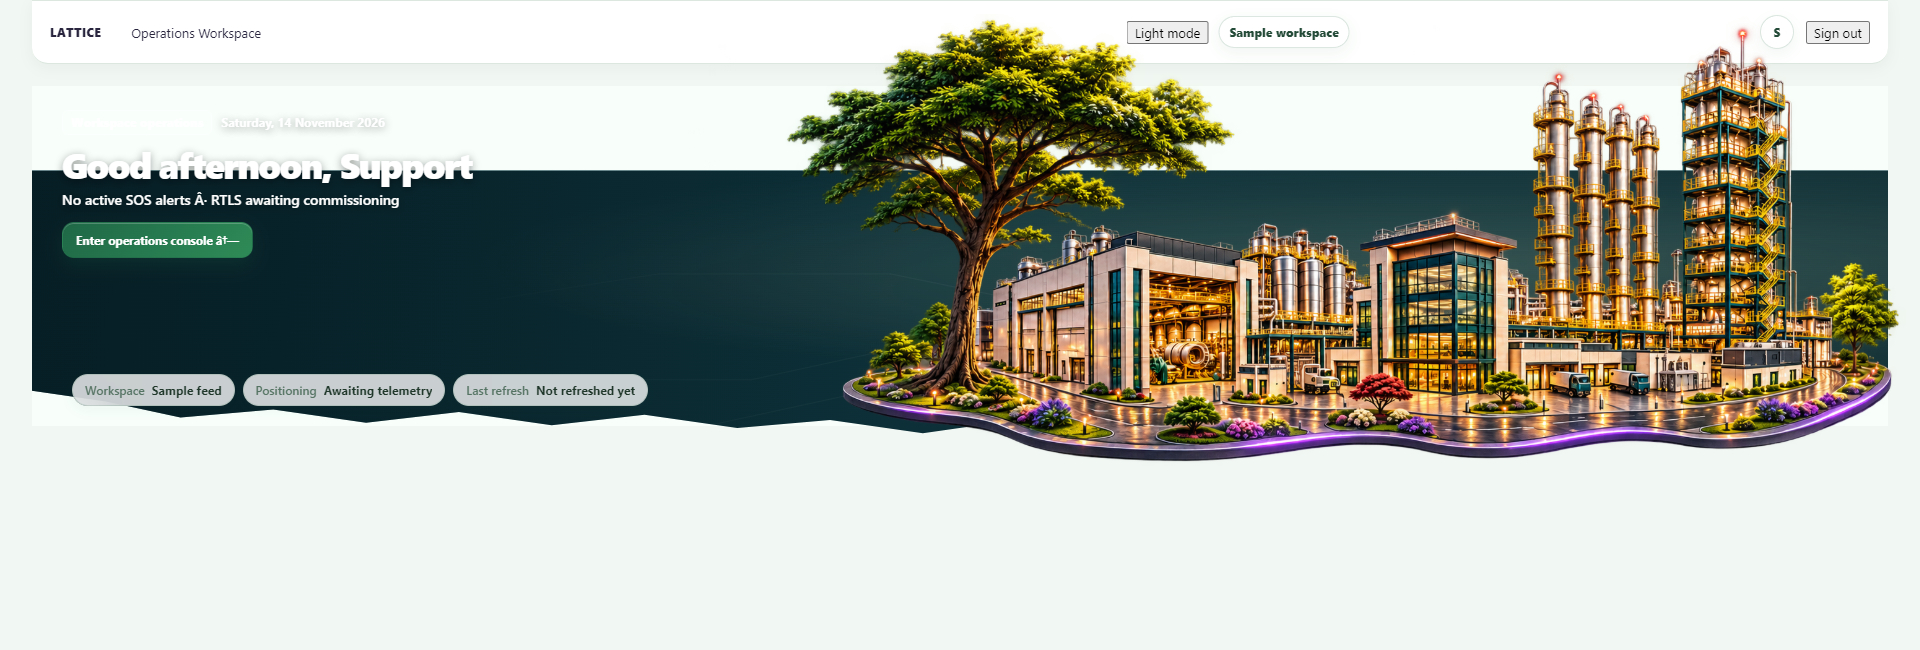 LATTICE Operations Workspace Light mode Sample workspace S Sign out
Saturday, 14 November 2026
Good afternoon, Support
No active SOS alerts Â· RTLS awaiting commissioning
Enter operations console â†—
Workspace Sample feed Positioning Awaiting telemetry Last refresh Not refreshed yet